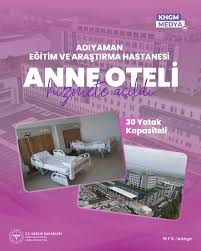 KHGM
MEDYA
ADIYAMAN
EĞİTİM VE ARAŞTIRMA HASTANESİ
ANNE OTELİ
hizmete açıldı
30 Yatak
Kapasiteli
T.C. SAĞLIK BAKANLIĞI